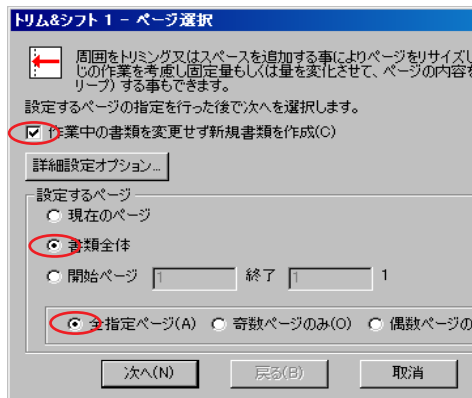 トリム&シフト 1 - ページ選択
周囲をトリミング又はスペースを追加する事によりページをリサイズし
じの作業を考慮し固定量もしくは量を変化させて、ページの内容を
リープ) する事もできます。
設定するページの指定を行った後で次へを選択します。
作業中の書類を変更せず新規書類を作成(C)
詳細設定オプション...
設定するページ
現在のページ
書類全体
開始ページ 1 終了 1 1
全指定ページ(A) 奇数ページのみ(O) 偶数ページの
次へ(N) 戻る(B) 取消